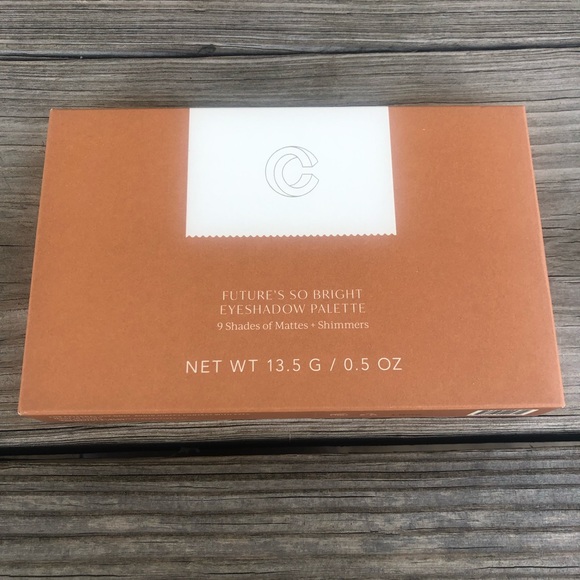 C
FUTURE'S SO BRIGHT
EYESHADOW PALETTE
9 Shades of Mattes + Shimmers
NET WT 13.5 G / 0.5 OZ